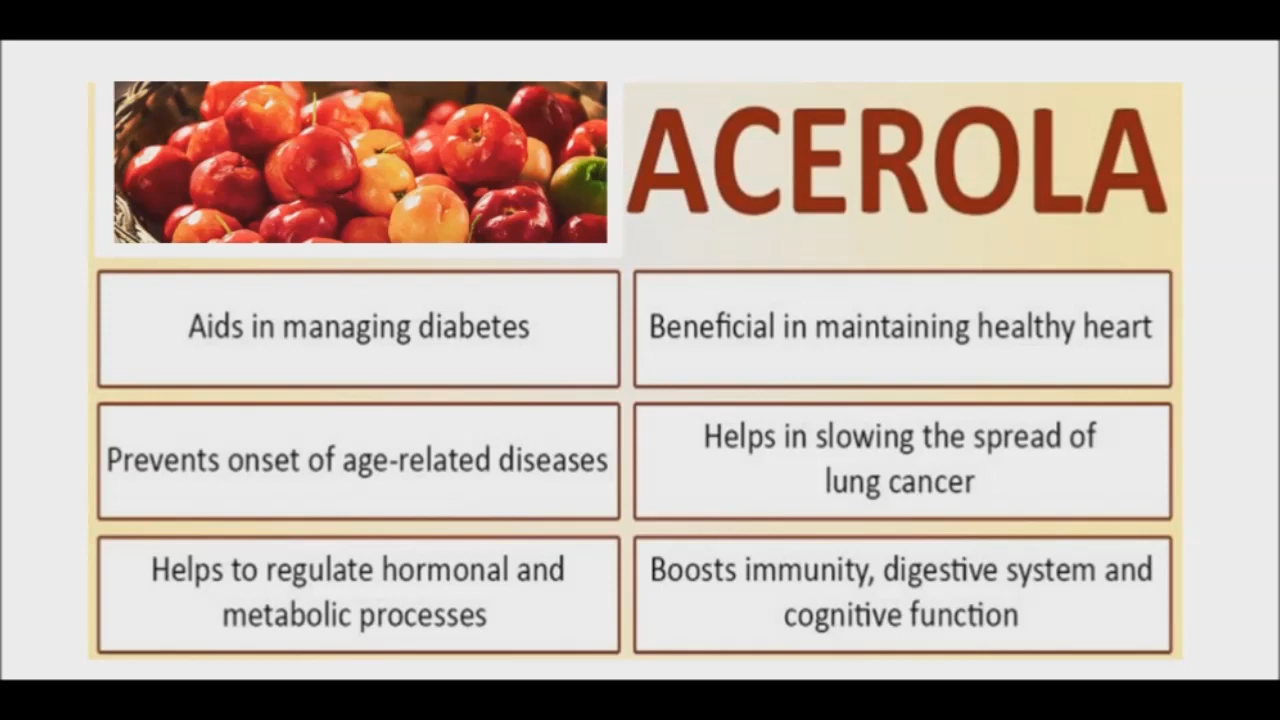 ACEROLA
Aids in managing diabetes
Beneficial in maintaining healthy heart
Prevents onset of age-related diseases
Helps in slowing the spread of
lung cancer
Helps to regulate hormonal and
metabolic processes
Boosts immunity, digestive system and
cognitive function